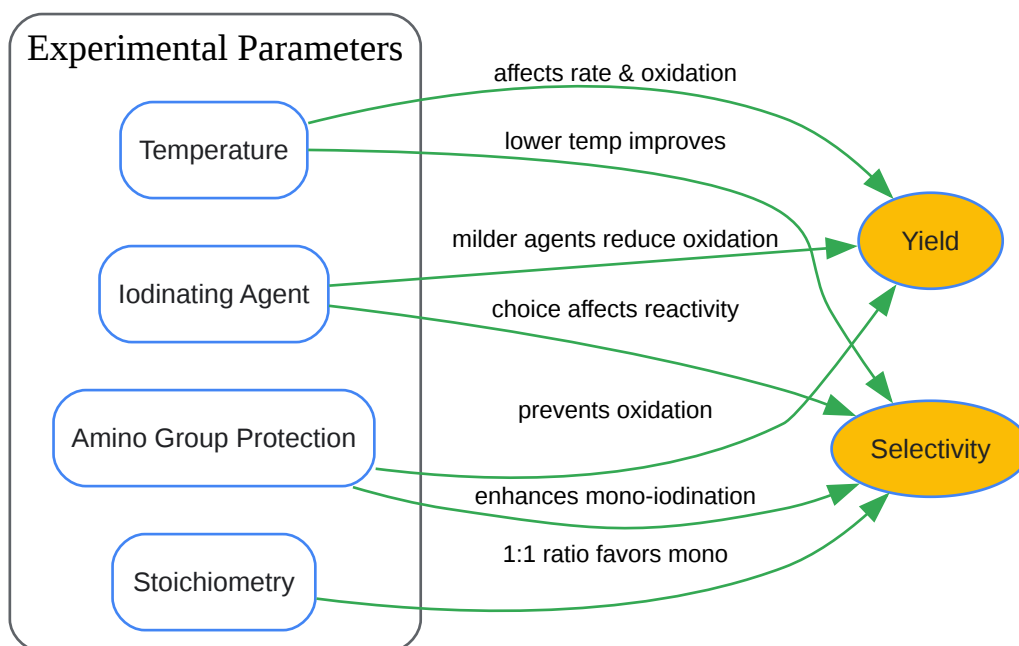 Experimental Parameters
affects rate & oxidation
Temperature
lower temp improves
milder agents reduce oxidation
Yield
Iodinating Agent
choice affects reactivity
prevents oxidation
Amino Group Protection
Selectivity
enhances mono-iodination
1:1 ratio favors mono
Stoichiometry